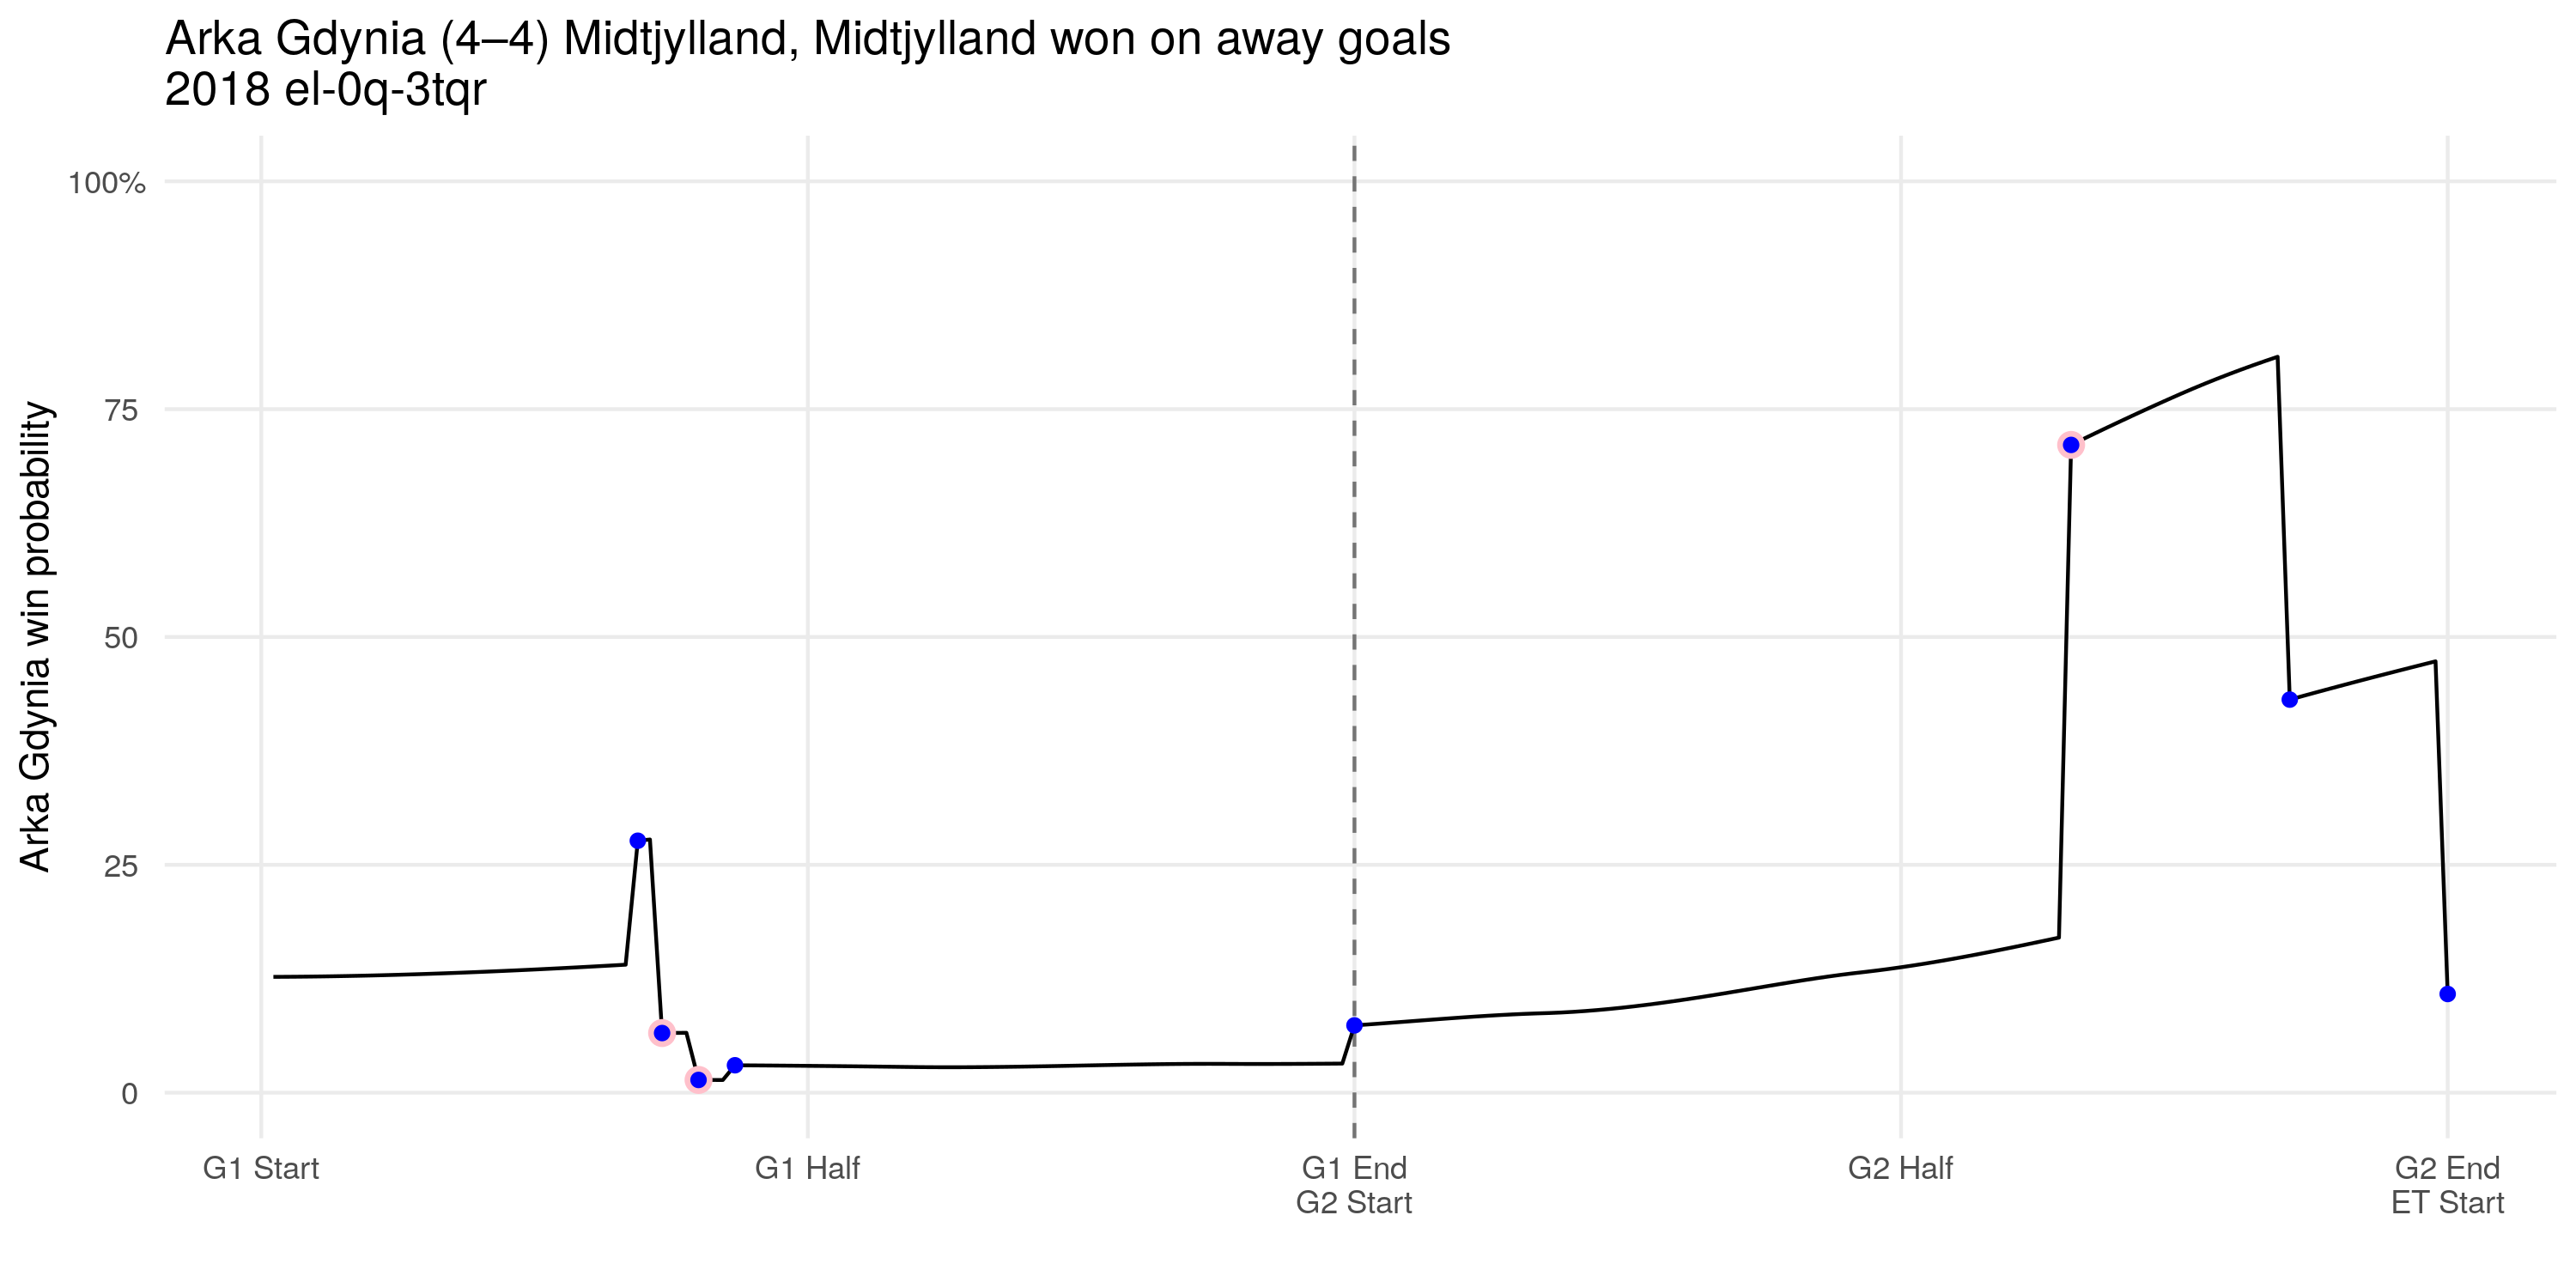 Arka Gdynia (4–4) Midtjylland, Midtjylland won on away goals
2018 el-0q-3tqr
Arka Gdynia win probability
100%
75
50
25
0
G1 Start
G1 Half
G1 End
G2 Start
G2 Half
G2 End
ET Start